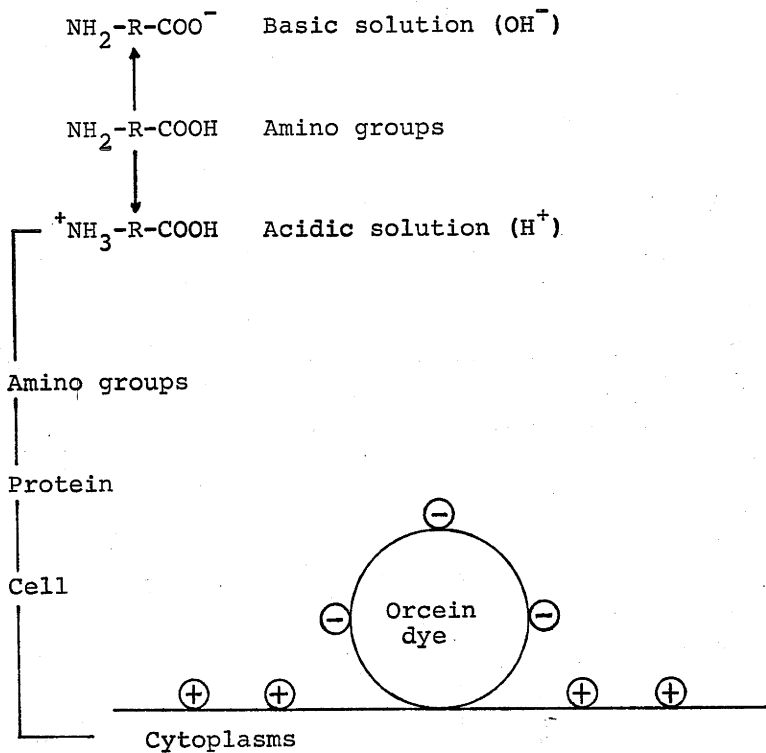 NH2-R-COO- Basic solution (OH-)
NH2-R-COOH Amino groups
+NH3-R-COOH Acidic solution (H+)
Amino groups
Protein
Cell
−
− Orcein −
dye
+ + + +
Cytoplasms